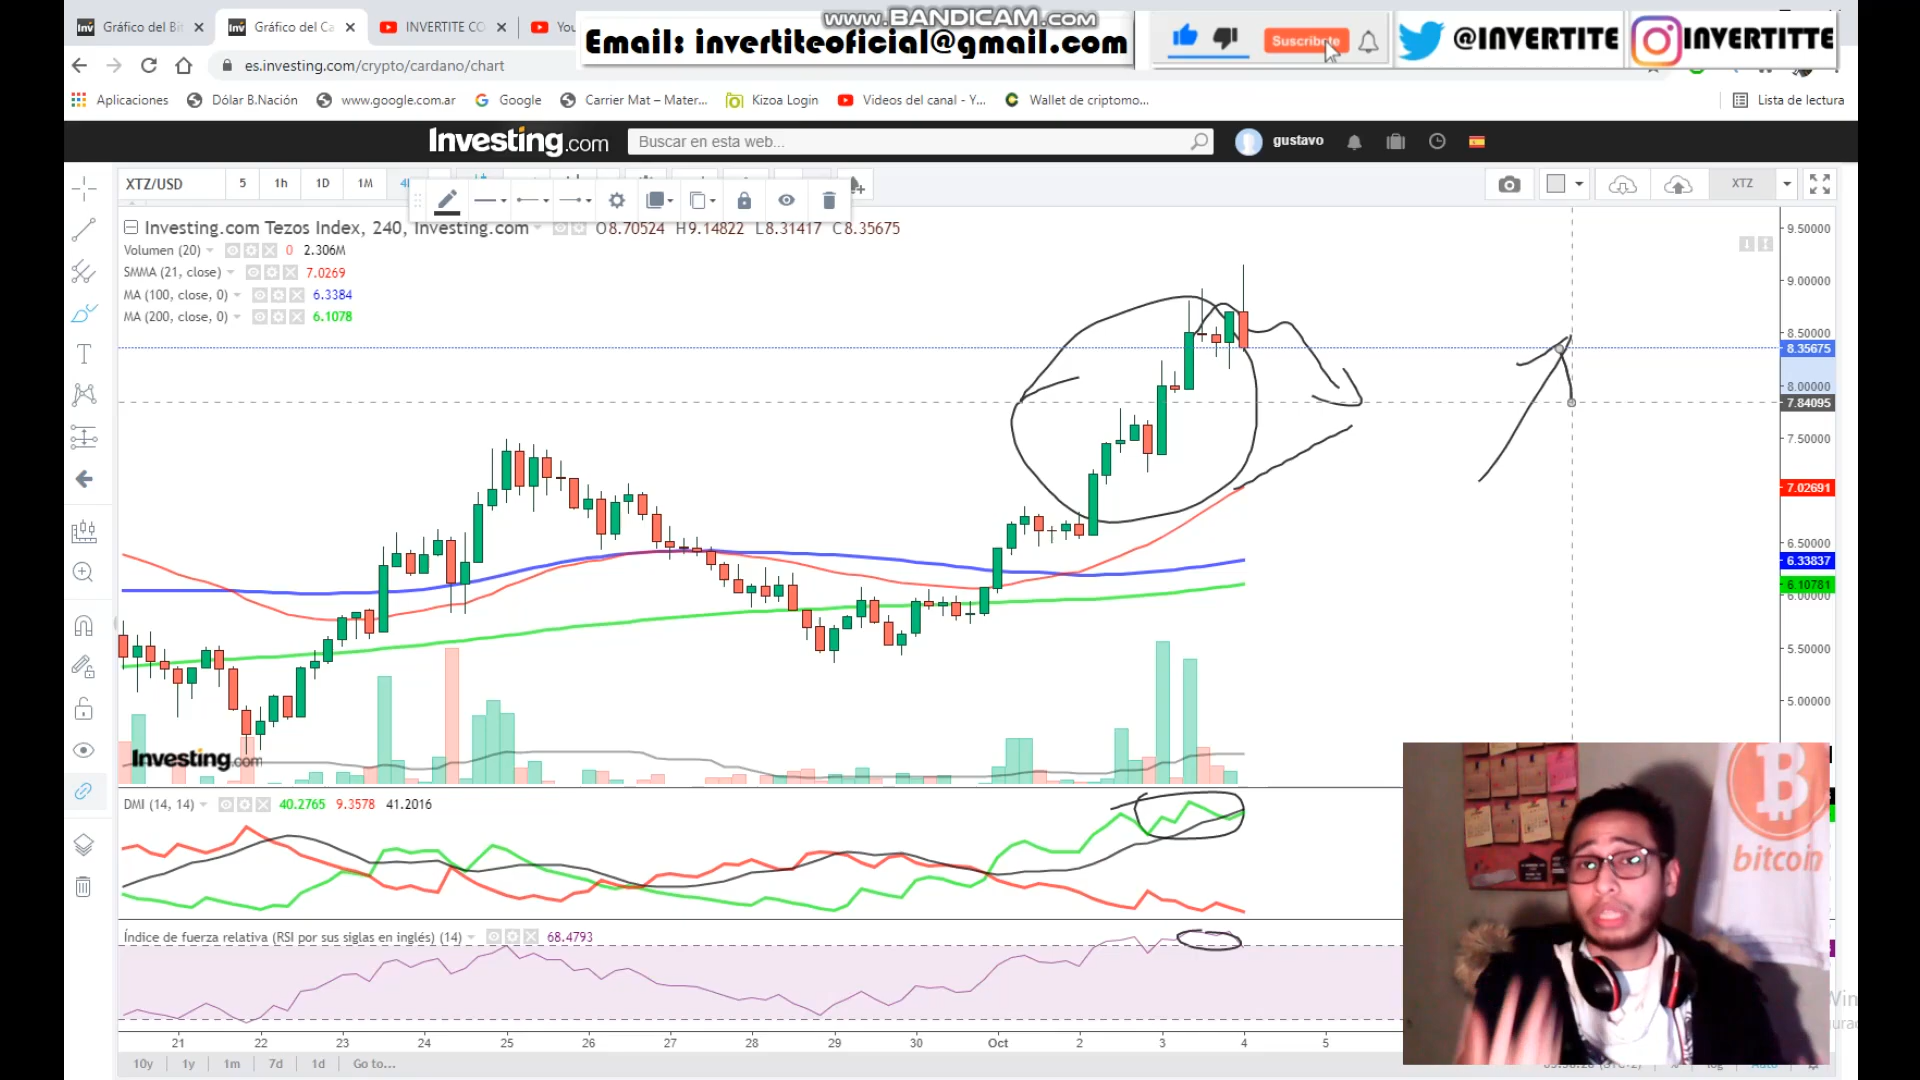 www.BANDICAM.com
Gráfico del Bit
Gráfico del Ca
INVERTITE CO
You
Email: invertiteoficial@gmail.com
Suscribete
@INVERTITE
INVERTITTE
es.investing.com/crypto/cardano/chart
Aplicaciones
Dólar B.Nación
www.google.com.ar
Google
Carrier Mat – Mater...
Kizoa Login
Videos del canal - Y...
Wallet de criptomo...
Lista de lectura
Investing.com
Buscar en esta web...
gustavo
XTZ/USD 5 1h 1D 1M
XTZ
Investing.com Tezos Index, 240, Investing.com O8.70524 H9.14822 L8.31417 C8.35675
Volumen (20) 0 2.306M
SMMA (21, close) 7.0269
MA (100, close, 0) 6.3384
MA (200, close, 0) 6.1078
9.50000
9.00000
8.50000
8.35675
8.00000
7.84095
7.50000
7.02691
6.50000
6.33837
6.10781
6.00000
5.50000
5.00000
Investing.com
DMI (14, 14) 40.2765 9.3578 41.2016
Índice de fuerza relativa (RSI por sus siglas en inglés) (14) 68.4793
bitcoin
21 22 23 24 25 26 27 28 29 30 Oct 2 3 4 5
10y 1y 1m 7d 1d Go to...